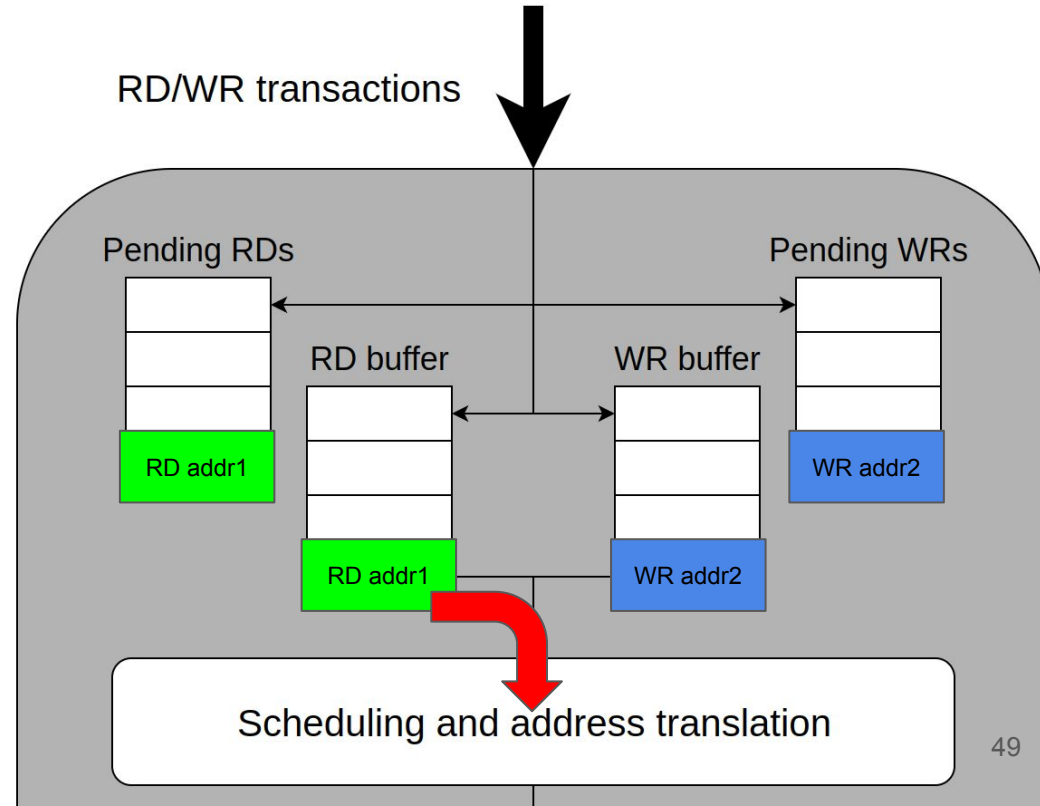 RD/WR transactions
Pending RDs
Pending WRs
RD buffer
WR buffer
RD addr1
WR addr2
RD addr1
WR addr2
Scheduling and address translation
49